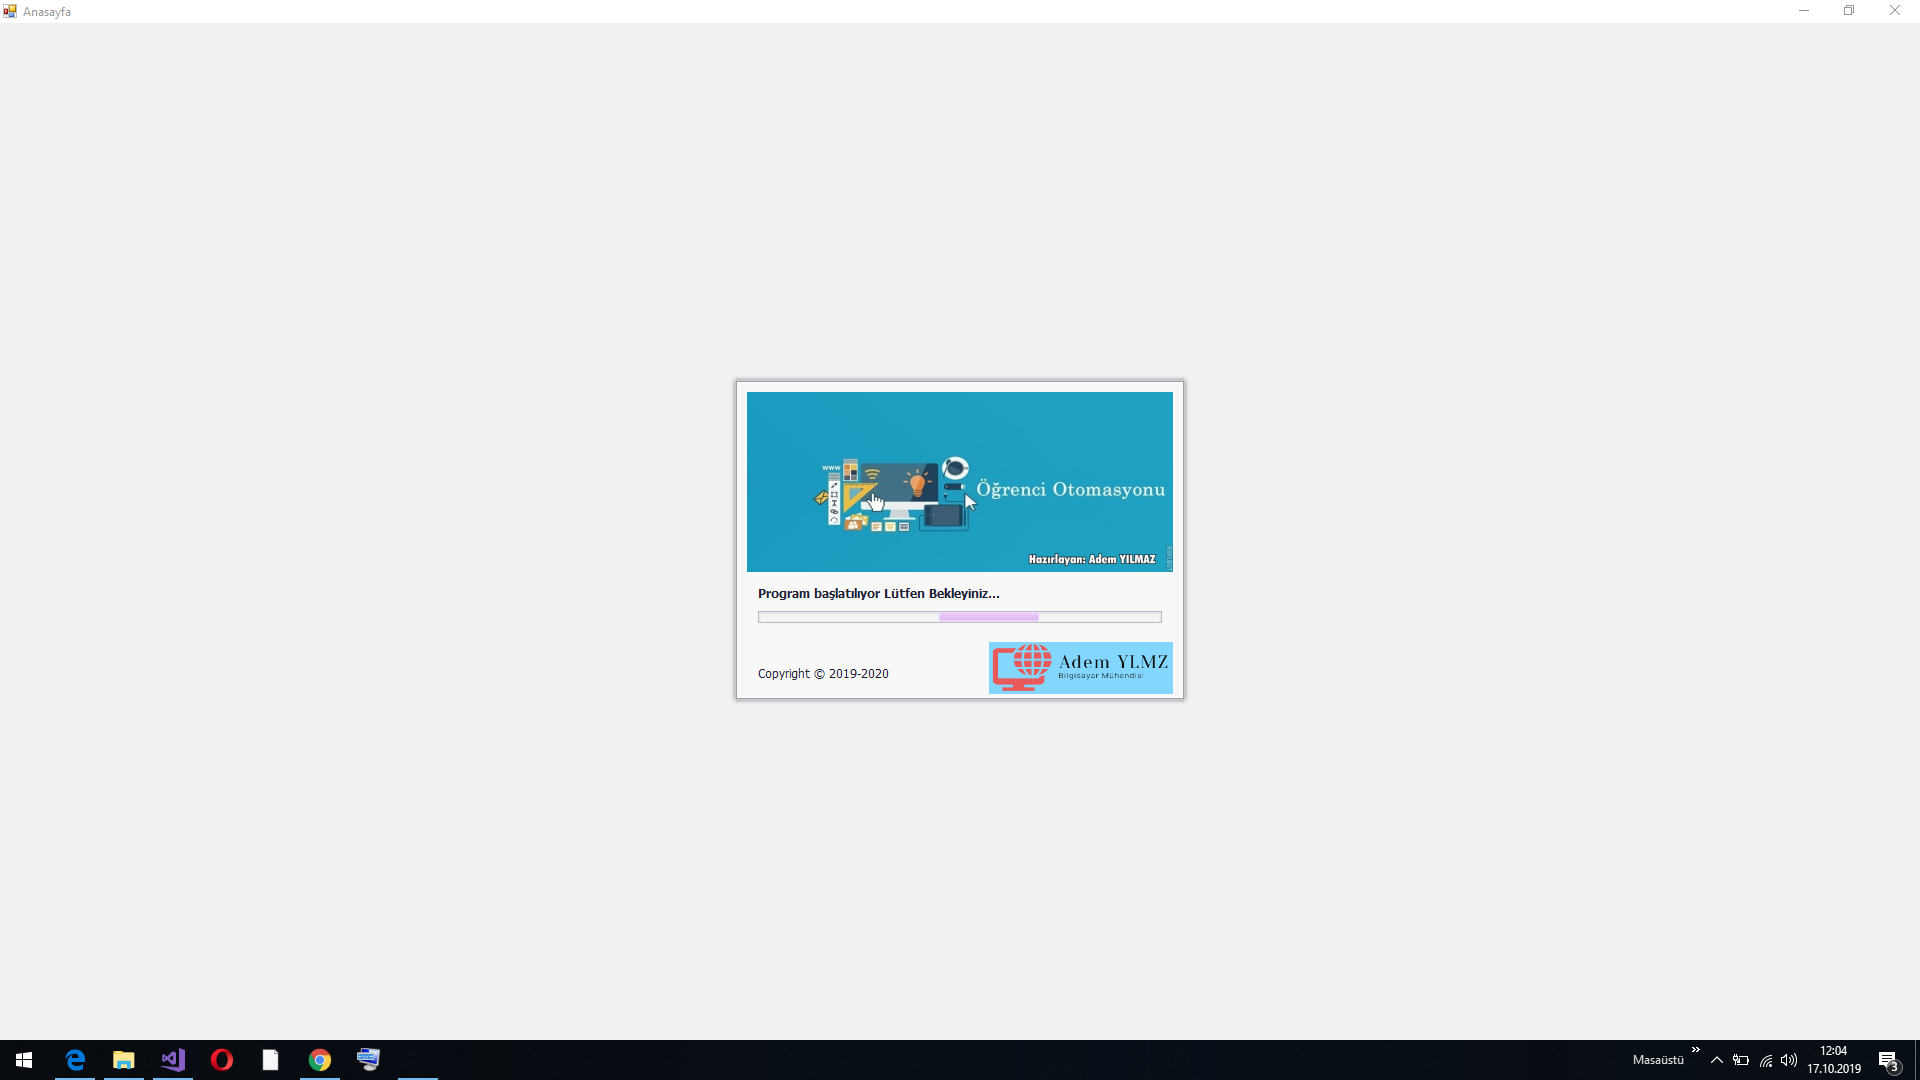 Anasayfa
www
Öğrenci Otomasyonu
Hazırlayan: Adem YILMAZ
Program başlatılıyor Lütfen Bekleyiniz...
Adem YLMZ
Bilgisayar Mühendisi
Copyright © 2019-2020
Masaüstü
12:04
17.10.2019
3